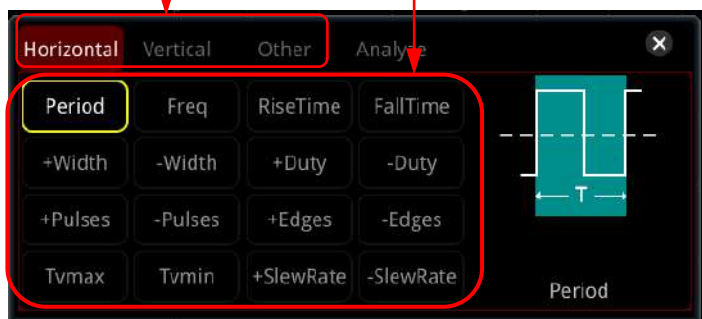 Horizontal Vertical Other Analyze
Period Freq RiseTime FallTime
+Width -Width +Duty -Duty
+Pulses -Pulses +Edges -Edges
Tvmax Tvmin +SlewRate -SlewRate
T
Period